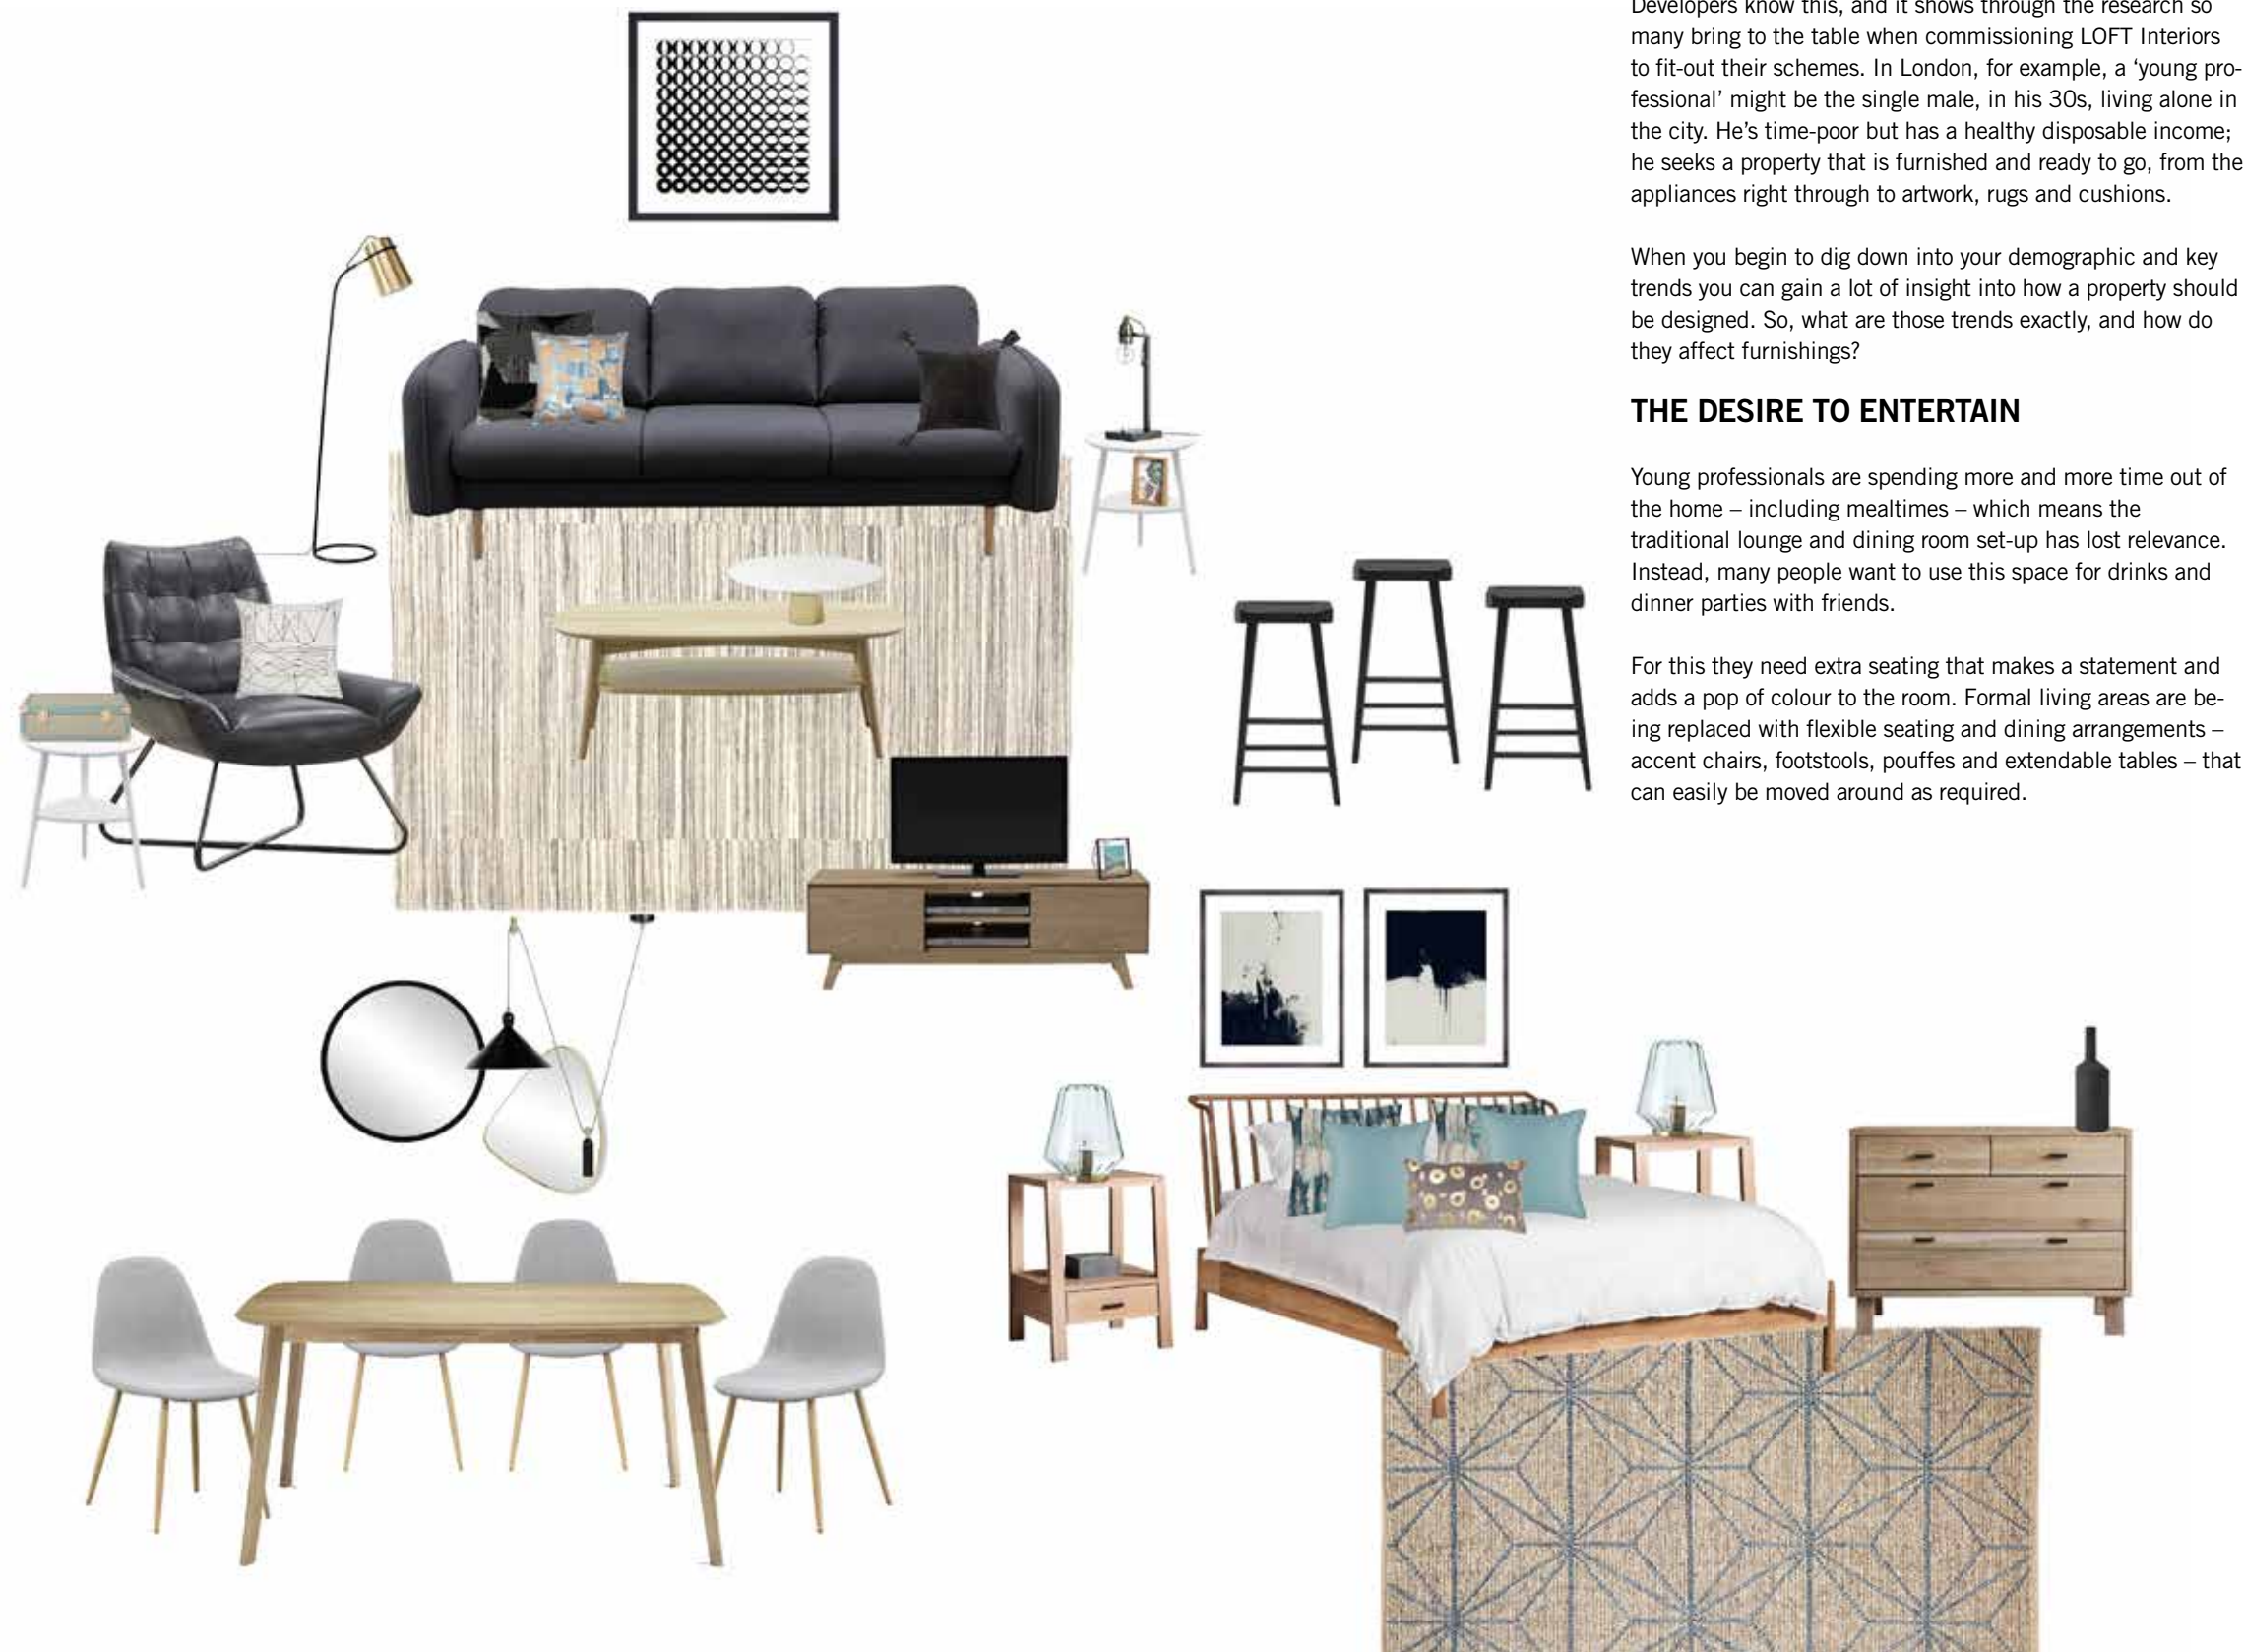 Developers know this, and it shows through the research so
many bring to the table when commissioning LOFT Interiors
to fit-out their schemes. In London, for example, a ‘young pro-
fessional’ might be the single male, in his 30s, living alone in
the city. He’s time-poor but has a healthy disposable income;
he seeks a property that is furnished and ready to go, from the
appliances right through to artwork, rugs and cushions.
When you begin to dig down into your demographic and key
trends you can gain a lot of insight into how a property should
be designed. So, what are those trends exactly, and how do
they affect furnishings?
THE DESIRE TO ENTERTAIN
Young professionals are spending more and more time out of
the home – including mealtimes – which means the
traditional lounge and dining room set-up has lost relevance.
Instead, many people want to use this space for drinks and
dinner parties with friends.
For this they need extra seating that makes a statement and
adds a pop of colour to the room. Formal living areas are be-
ing replaced with flexible seating and dining arrangements –
accent chairs, footstools, pouffes and extendable tables – that
can easily be moved around as required.